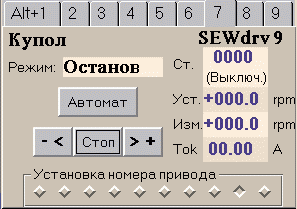 Alt+1 2 3 4 5 6 7 8 9
Купол SEWdrv 9
Режим: Останов Ст. 0000
(Выключ.)
Автомат Уст. +000.0 rpm
- < Стоп > + Изм. +000.0 rpm
Tok 00.00 A
Установка номера привода